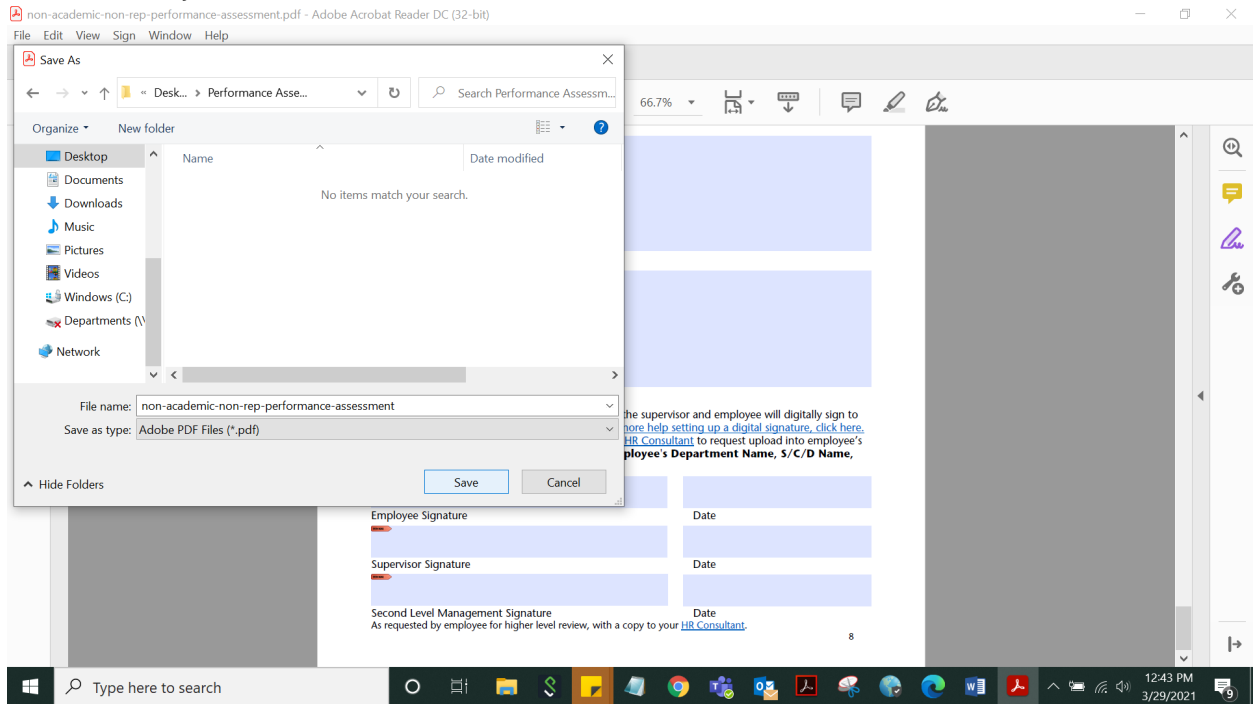 non-academic-non-rep-performance-assessment.pdf - Adobe Acrobat Reader DC (32-bit)
File Edit View Sign Window Help
Save As
« Desk... › Performance Asse...
Search Performance Assessm...
66.7%
Organize
New folder
Desktop
Documents
Downloads
Music
Pictures
Videos
Windows (C:)
Departments (\\
Network
Name
Date modified
No items match your search.
File name: non-academic-non-rep-performance-assessment
Save as type: Adobe PDF Files (*.pdf)
Hide Folders
Save
Cancel
the supervisor and employee will digitally sign to
more help setting up a digital signature, click here.
HR Consultant to request upload into employee's
ployee's Department Name, S/C/D Name,
Employee Signature Date
Supervisor Signature Date
Second Level Management Signature Date
As requested by employee for higher level review, with a copy to your HR Consultant.
8
Type here to search
12:43 PM
3/29/2021
9